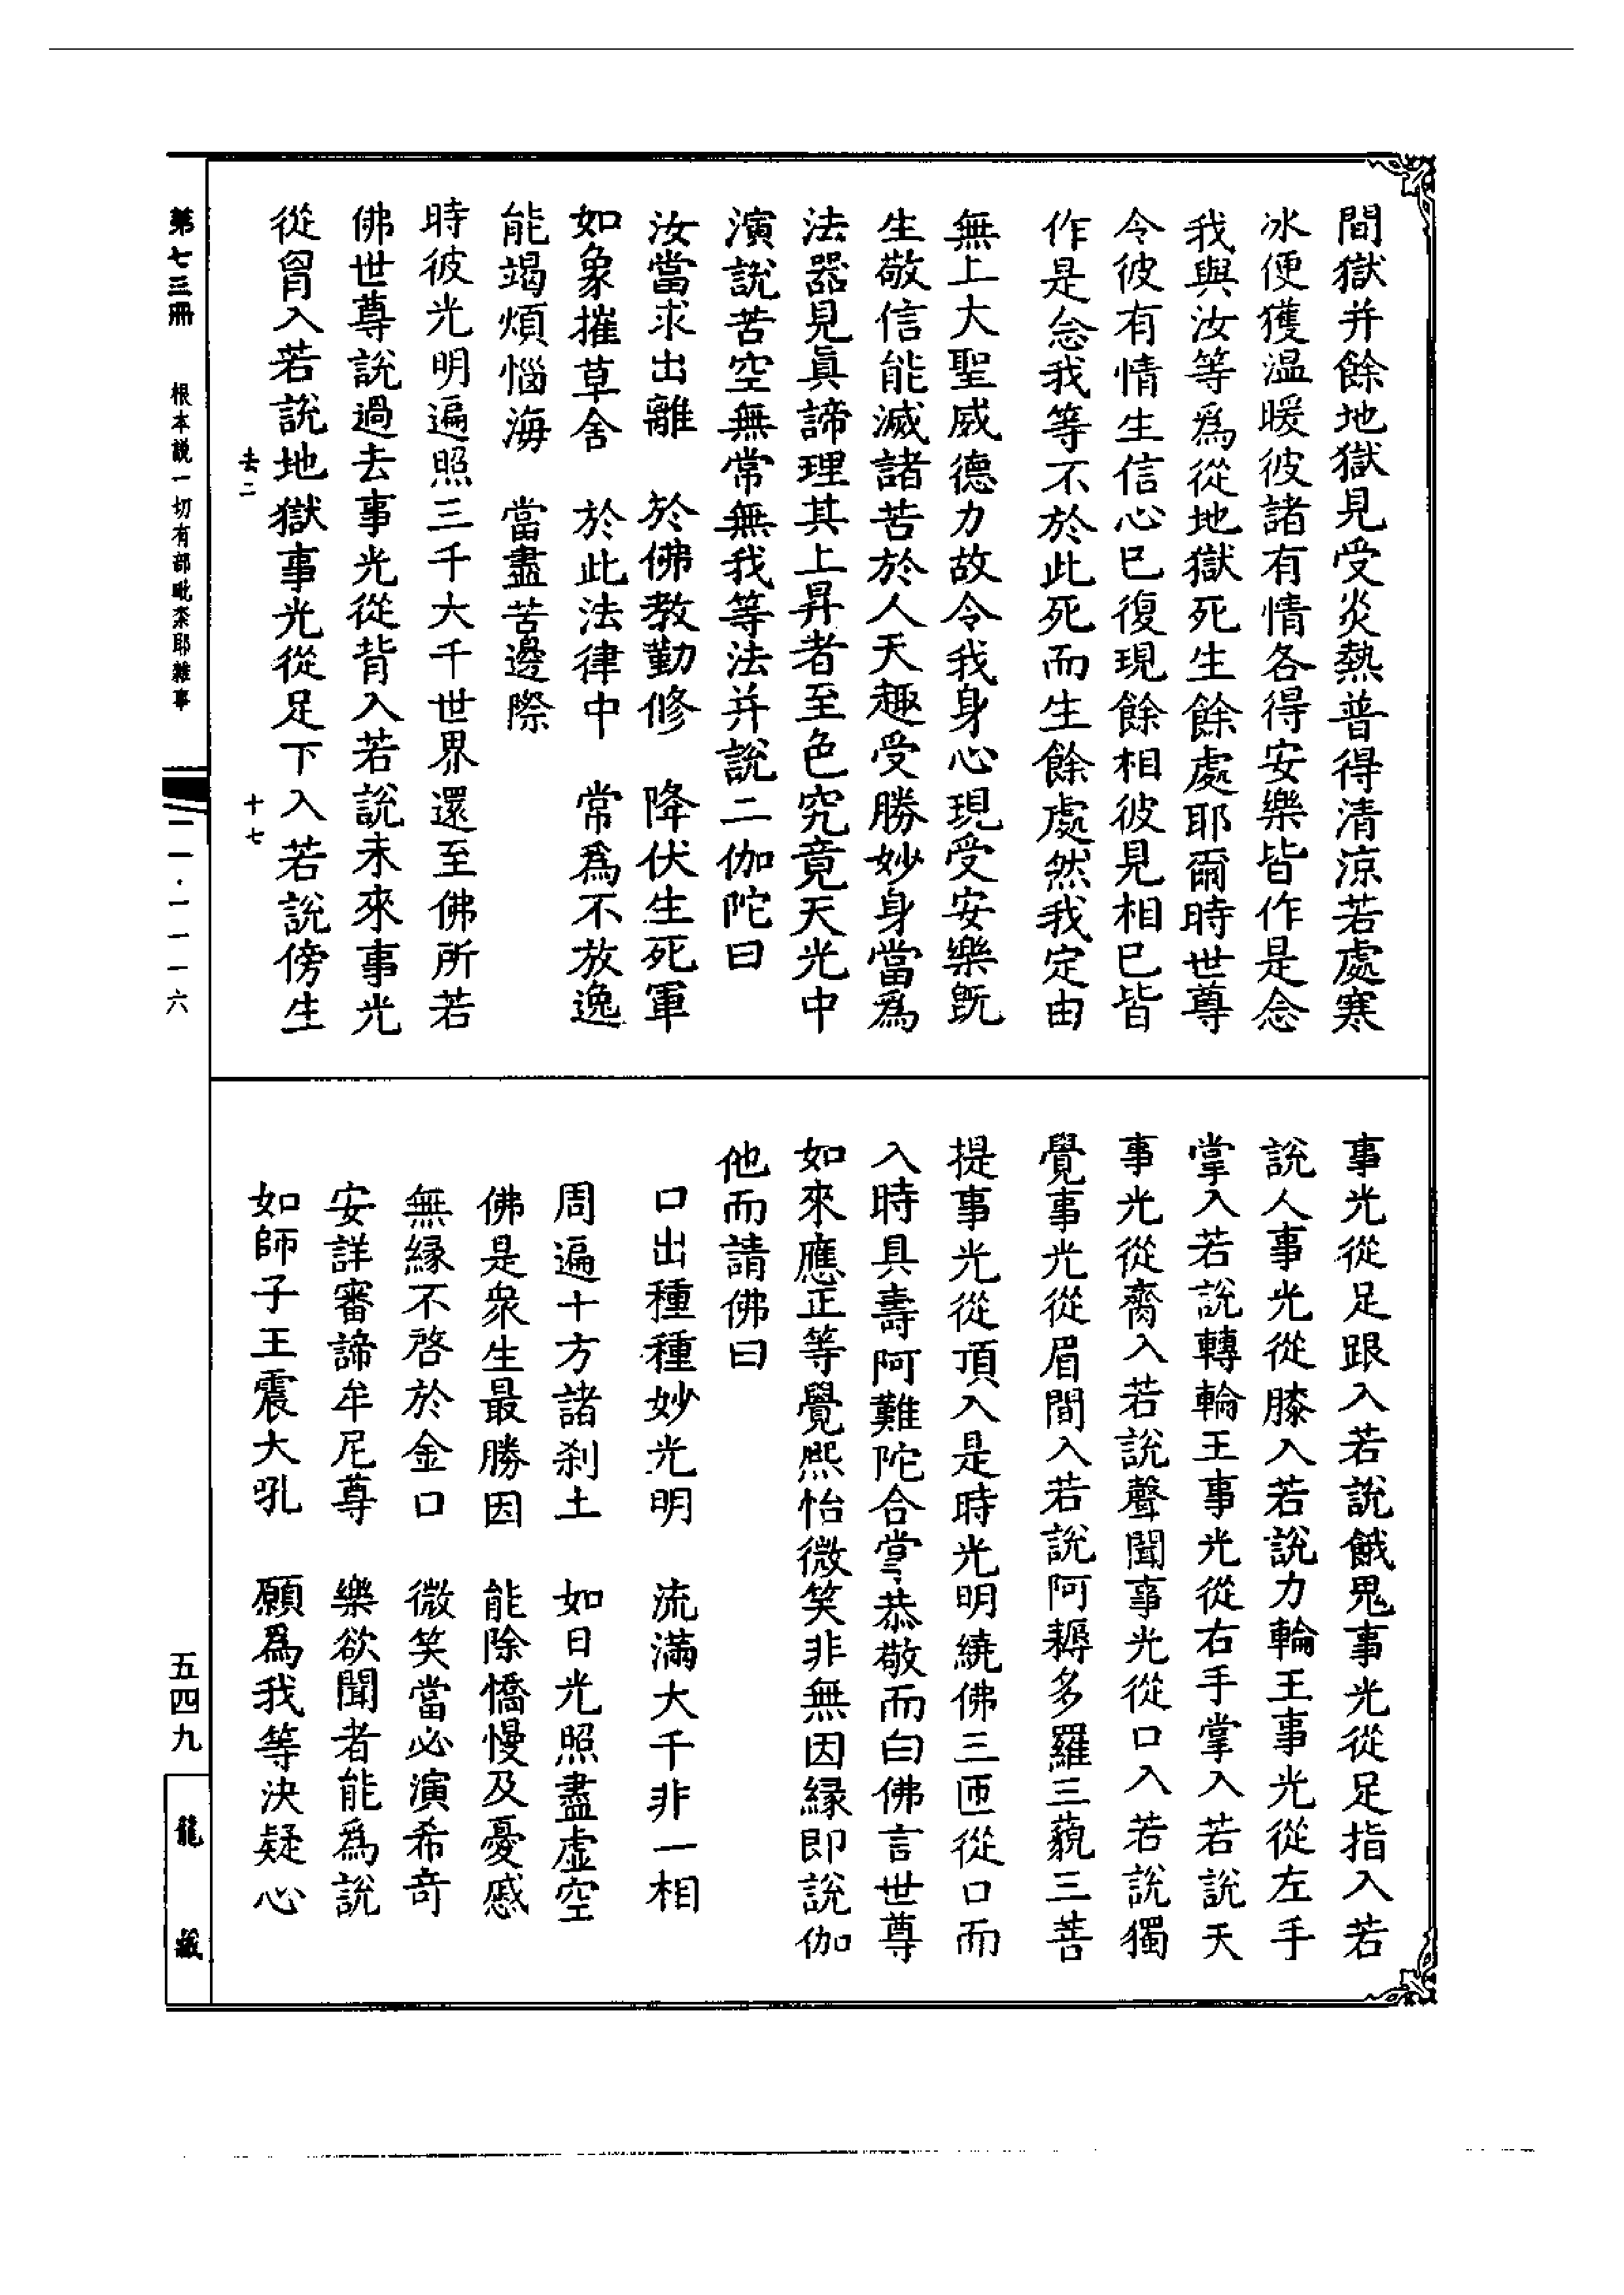 間獄并餘地獄見受炎熱普得清涼若處寒
冰便獲温暖彼諸有情各得安樂皆作是念
我與汝等爲從地獄死生餘處耶爾時世尊
令彼有情生信心已復現餘相彼見相已皆
作是念我等不於此死而生餘處然我定由
無上大聖威德力故令我身心現受安樂旣
生敬信能滅諸苦於人天趣受勝妙身當爲
法器見眞諦理其上昇者至色究竟天光中
演說苦空無常無我等法并說二伽陀曰
汝當求出離　於佛教勤修　降伏生死軍
如象摧草舍　於此法律中　常爲不放逸
能竭煩惱海　當盡苦邊際
時彼光明遍照三千大千世界還至佛所若
佛世尊說過去事光從背入若說未來事光
從胷入若說地獄事光從足下入若說傍生
去二　十七
事光從足跟入若說餓鬼事光從足指入若
說人事光從膝入若說力輪王事光從左手
掌入若說轉輪王事光從右手掌入若說天
事光從臍入若說聲聞事光從口入若說獨
覺事光從眉間入若說阿耨多羅三藐三菩
提事光從頂入是時光明繞佛三匝從口而
入時具壽阿難陀合掌恭敬而白佛言世尊
如來應正等覺熈怡微笑非無因緣即說伽
他而請佛曰
口出種種妙光明　流滿大千非一相
周遍十方諸刹土　如日光照盡虛空
佛是衆生最勝因　能除憍慢及憂慼
無緣不啓於金口　微笑當必演希奇
安詳審諦牟尼尊　樂欲聞者能爲說
如師子王震大吼　願爲我等決疑心
第七三冊　根本說一切有部毗柰耶雜事　二一·一一一六　五四九　龍藏